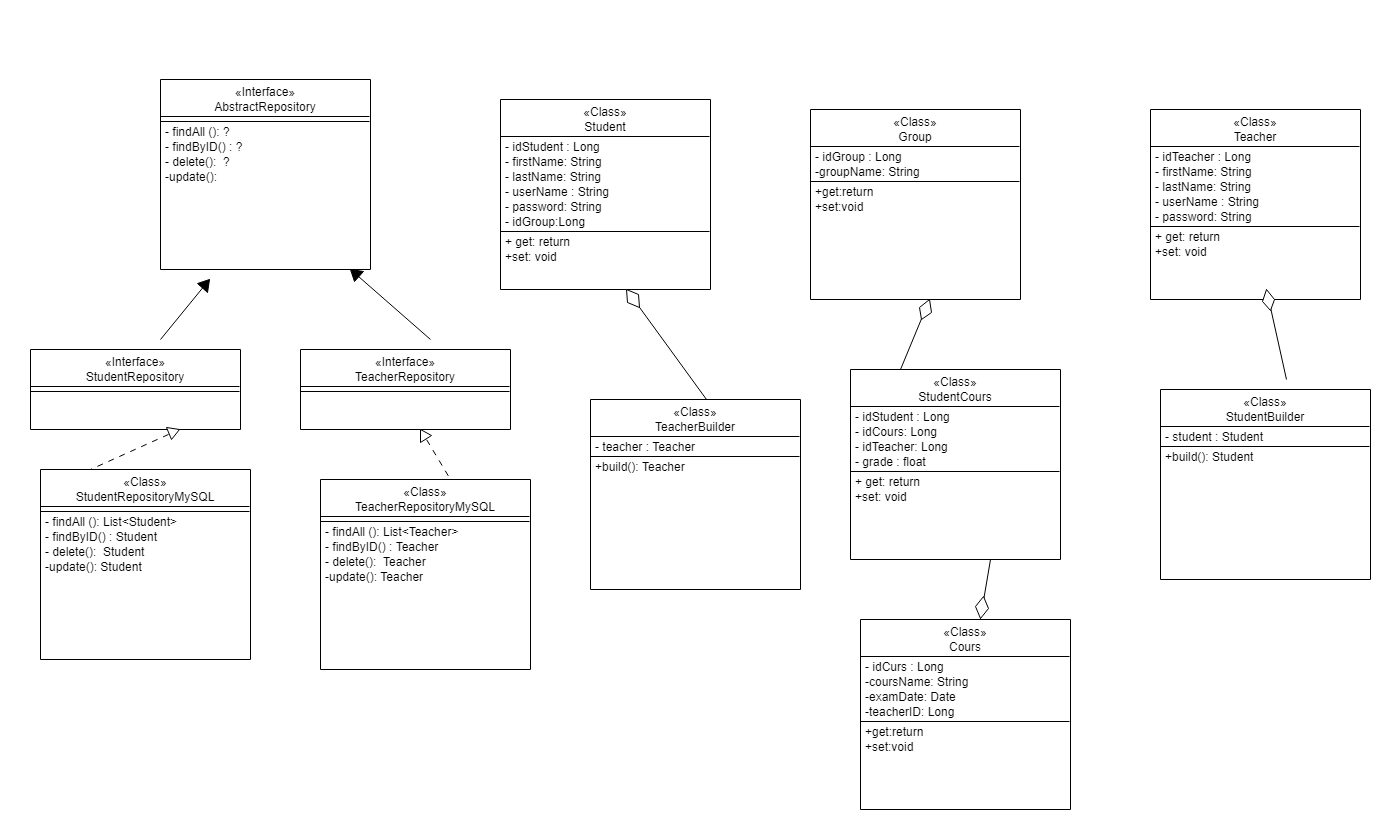 «Interface»
AbstractRepository
- findAll (): ?
- findByID() : ?
- delete():  ?
-update():
«Class»
Student
- idStudent : Long
- firstName: String
- lastName: String
- userName : String
- password: String
- idGroup:Long
+ get: return
+set: void
«Class»
Group
- idGroup : Long
-groupName: String
+get:return
+set:void
«Class»
Teacher
- idTeacher : Long
- firstName: String
- lastName: String
- userName : String
- password: String
+ get: return
+set: void
«Interface»
StudentRepository
«Interface»
TeacherRepository
«Class»
TeacherBuilder
- teacher : Teacher
+build(): Teacher
«Class»
StudentCours
- idStudent : Long
- idCours: Long
- idTeacher: Long
- grade : float
+ get: return
+set: void
«Class»
StudentBuilder
- student : Student
+build(): Student
«Class»
StudentRepositoryMySQL
- findAll (): List<Student>
- findByID() : Student
- delete():  Student
-update(): Student
«Class»
TeacherRepositoryMySQL
- findAll (): List<Teacher>
- findByID() : Teacher
- delete():  Teacher
-update(): Teacher
«Class»
Cours
- idCurs : Long
-coursName: String
-examDate: Date
-teacherID: Long
+get:return
+set:void